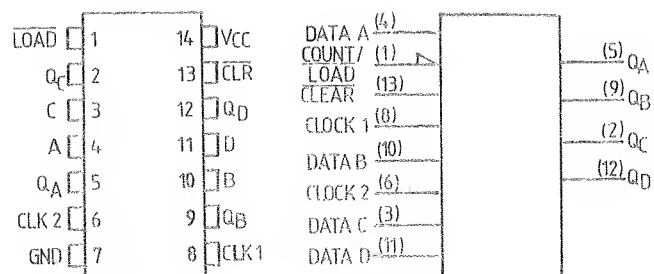 LOAD 1 14 VCC
QC 2 13 CLR
C 3 12 QD
A 4 11 D
QA 5 10 B
CLK 2 6 9 QB
GND 7 8 CLK1
DATA A (4)
COUNT/ (1)
LOAD
CLEAR (13)
CLOCK 1 (8)
DATA B (10)
CLOCK 2 (6)
DATA C (3)
DATA D (11)
(5) QA
(9) QB
(2) QC
(12) QD